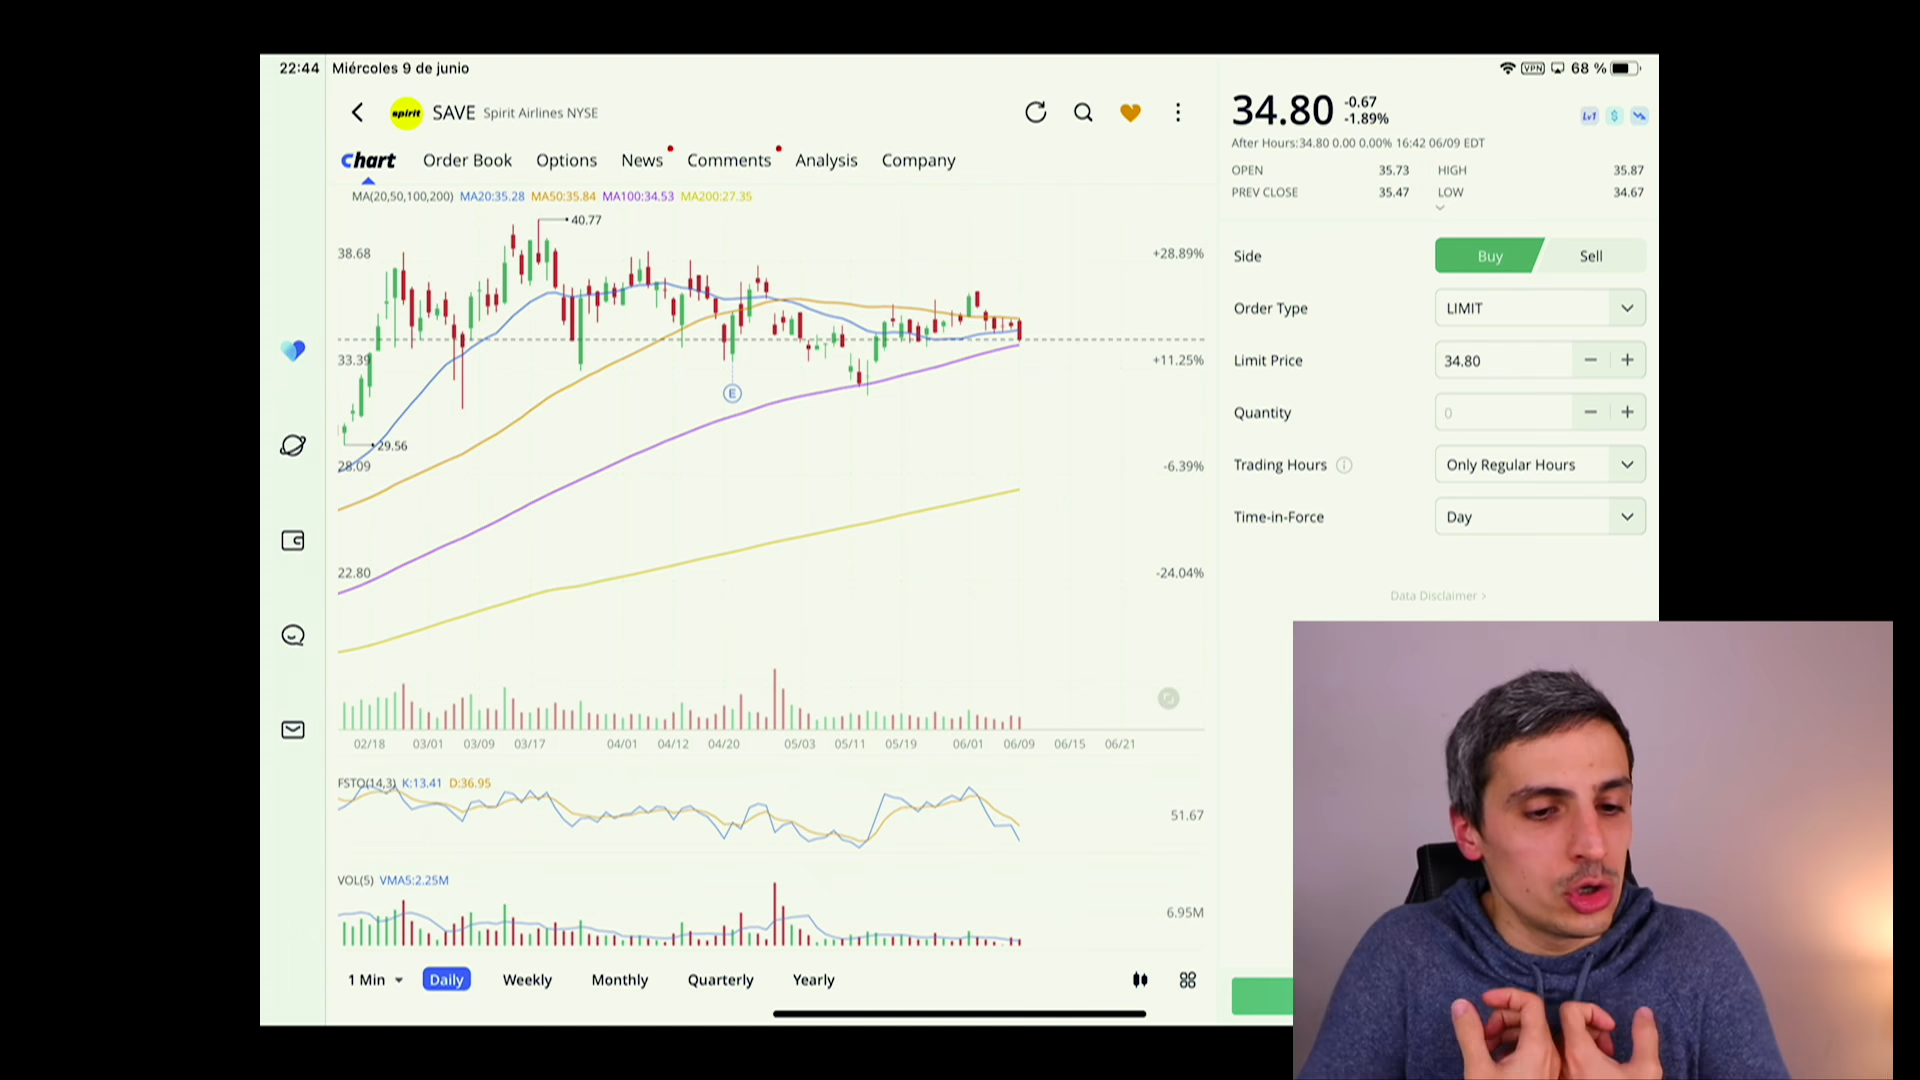 22:44 Miércoles 9 de junio
VPN 68 %
spirit SAVE Spirit Airlines NYSE
Chart Order Book Options News Comments Analysis Company
MA(20,50,100,200) MA20:35.28 MA50:35.84 MA100:34.53 MA200:27.35
40.77
38.68 +28.89%
33.39 +11.25%
E
29.56
28.09 -6.39%
22.80 -24.04%
02/18 03/01 03/09 03/17 04/01 04/12 04/20 05/03 05/11 05/19 06/01 06/09 06/15 06/21
FSTO(14,3) K:13.41 D:36.95
51.67
VOL(5) VMA5:2.25M
6.95M
1 Min Daily Weekly Monthly Quarterly Yearly
34.80 -0.67
-1.89%
Lv1 $
After Hours:34.80 0.00 0.00% 16:42 06/09 EDT
OPEN 35.73 HIGH 35.87
PREV CLOSE 35.47 LOW 34.67
Side Buy Sell
Order Type LIMIT
Limit Price 34.80 − +
Quantity 0 − +
Trading Hours Only Regular Hours
Time-in-Force Day
Data Disclaimer >